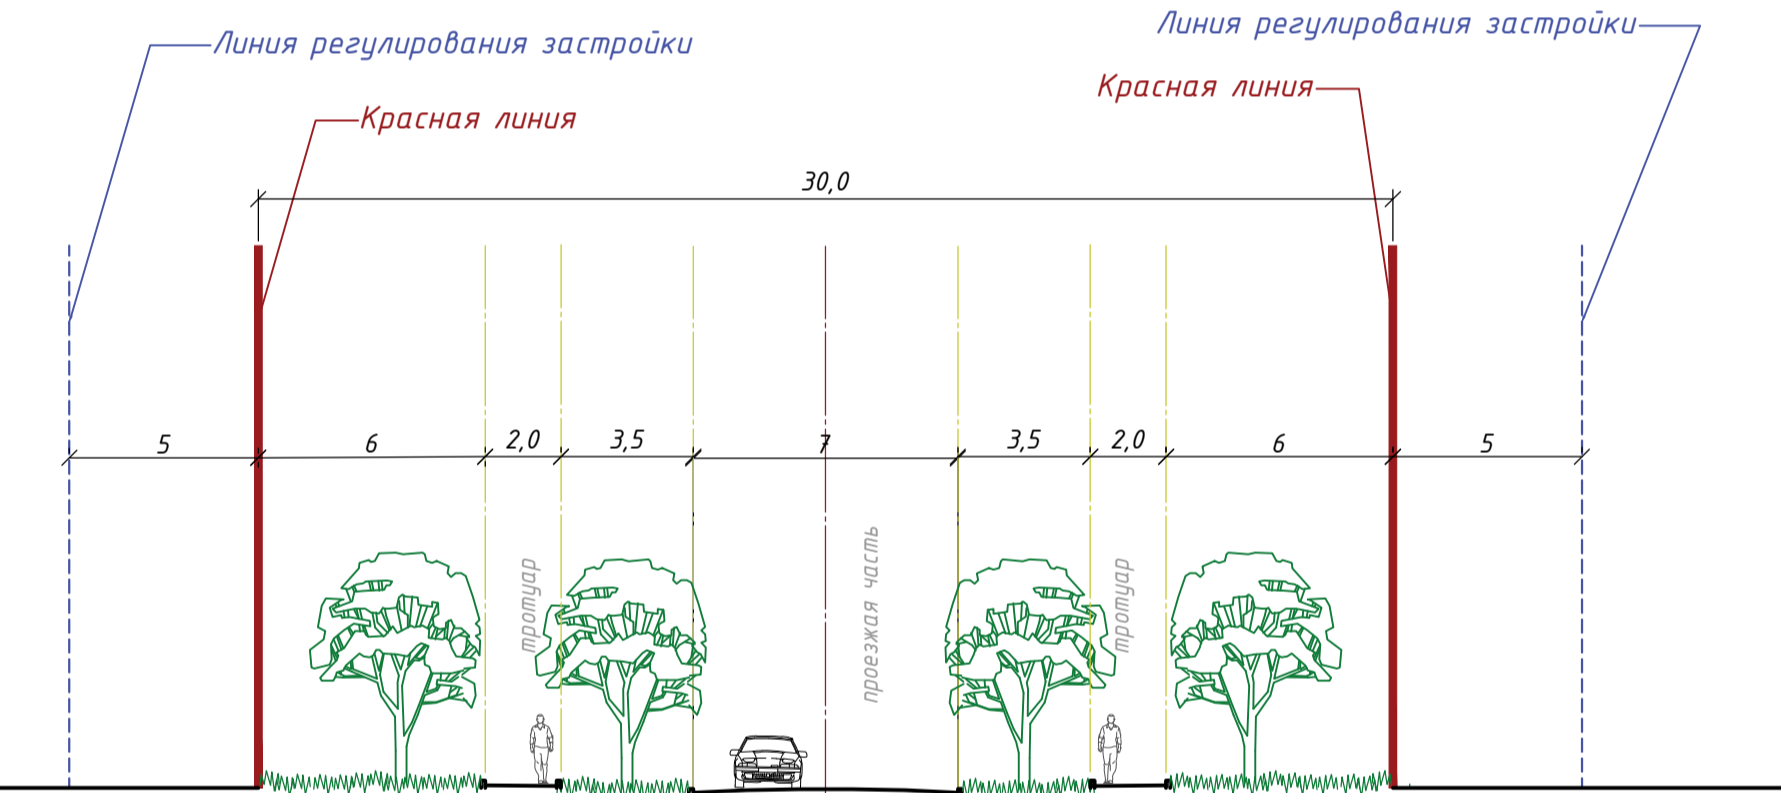 Линия регулирования застройки
Линия регулирования застройки
Красная линия
Красная линия
30,0
5
6
2,0
3,5
7
3,5
2,0
6
5
тротуар
проезжая часть
тротуар